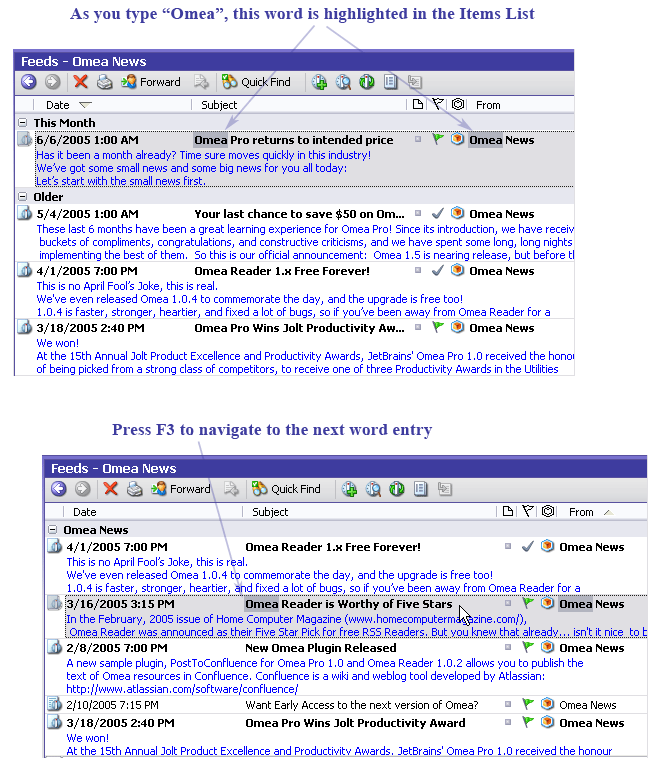 As you type “Omea”, this word is highlighted in the Items List
Feeds - Omea News
Forward Quick Find
Date Subject From
This Month
6/6/2005 1:00 AM Omea Pro returns to intended price Omea News
Has it been a month already? Time sure moves quickly in this industry!
We've got some small news and some big news for you all today:
Let's start with the small news first.
Older
5/4/2005 1:00 AM Your last chance to save $50 on Om... Omea News
These last 6 months have been a great learning experience for Omea Pro! Since its introduction, we have receiv
buckets of compliments, congratulations, and constructive criticisms, and we have spent some long, long nights
implementing the best of them. So this is our official announcement: Omea 1.5 is nearing release, but before th
4/1/2005 7:00 PM Omea Reader 1.x Free Forever! Omea News
This is no April Fool's Joke, this is real.
We've even released Omea 1.0.4 to commemorate the day, and the upgrade is free too!
1.0.4 is faster, stronger, heartier, and fixed a lot of bugs, so if you've been away from Omea Reader for a
3/18/2005 2:40 PM Omea Pro Wins Jolt Productivity Aw... Omea News
We won!
At the 15th Annual Jolt Product Excellence and Productivity Awards, JetBrains' Omea Pro 1.0 received the honou
of being picked from a strong class of competitors, to receive one of three Productivity Awards in the Utilities
Press F3 to navigate to the next word entry
Feeds - Omea News
Forward Quick Find
Date Subject From
Omea News
4/1/2005 7:00 PM Omea Reader 1.x Free Forever! Omea News
This is no April Fool's Joke, this is real.
We've even released Omea 1.0.4 to commemorate the day, and the upgrade is free too!
1.0.4 is faster, stronger, heartier, and fixed a lot of bugs, so if you've been away from Omea Reader for a
3/16/2005 3:15 PM Omea Reader is Worthy of Five Stars Omea News
In the February, 2005 issue of Home Computer Magazine (www.homecomputermagazine.com/),
Omea Reader was announced as their Five Star Pick for free RSS Readers. But you knew that already... isn't it nice to b
2/8/2005 7:00 PM New Omea Plugin Released Omea News
A new sample plugin, PostToConfluence for Omea Pro 1.0 and Omea Reader 1.0.2 allows you to publish the
text of Omea resources in Confluence. Confluence is a wiki and weblog tool developed by Atlassian:
http://www.atlassian.com/software/confluence/
2/10/2005 7:15 PM Want Early Access to the next version of Omea? Omea News
3/18/2005 2:40 PM Omea Pro Wins Jolt Productivity Award Omea News
We won!
At the 15th Annual Jolt Product Excellence and Productivity Awards, JetBrains' Omea Pro 1.0 received the honour